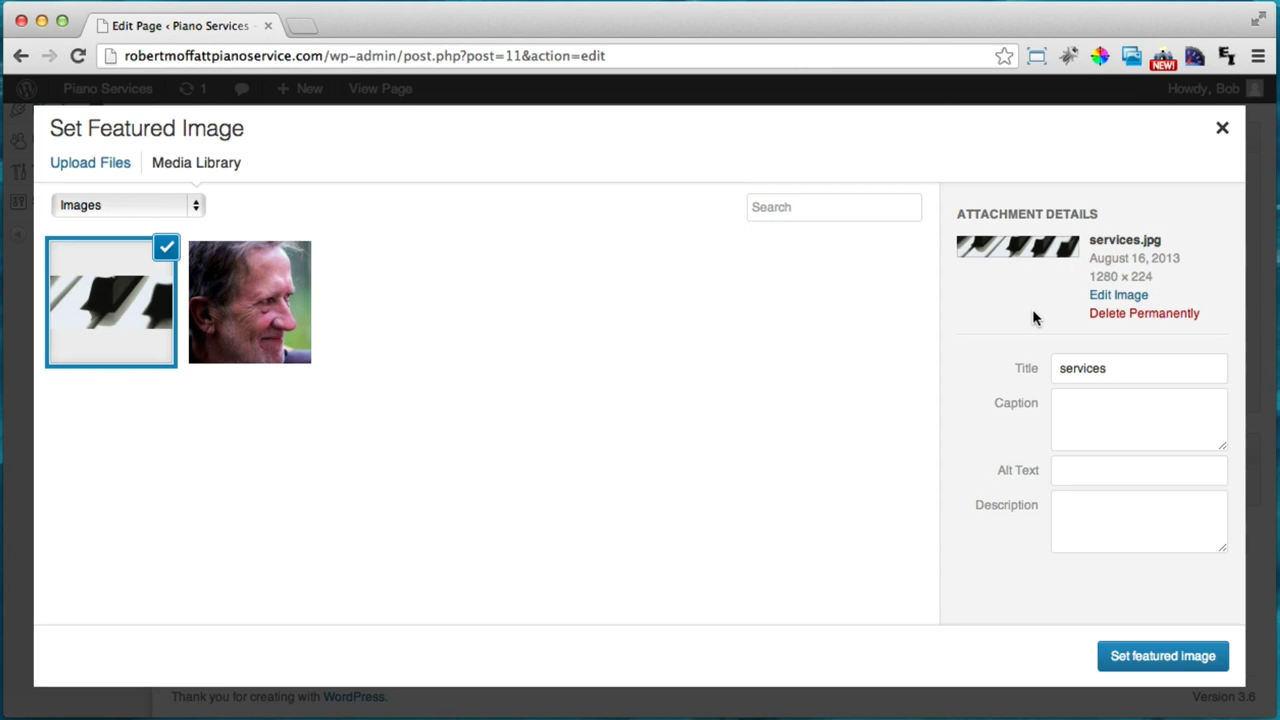 Edit Page ‹ Piano Services
robertmoffattpianoservice.com/wp-admin/post.php?post=11&action=edit
NEW!
Piano Services
1
New
View Page
Howdy, Bob
Set Featured Image
Upload Files
Media Library
Images
Search
ATTACHMENT DETAILS
services.jpg
August 16, 2013
1280 × 224
Edit Image
Delete Permanently
Title
services
Caption
Alt Text
Description
Set featured image
Thank you for creating with WordPress.
Version 3.6